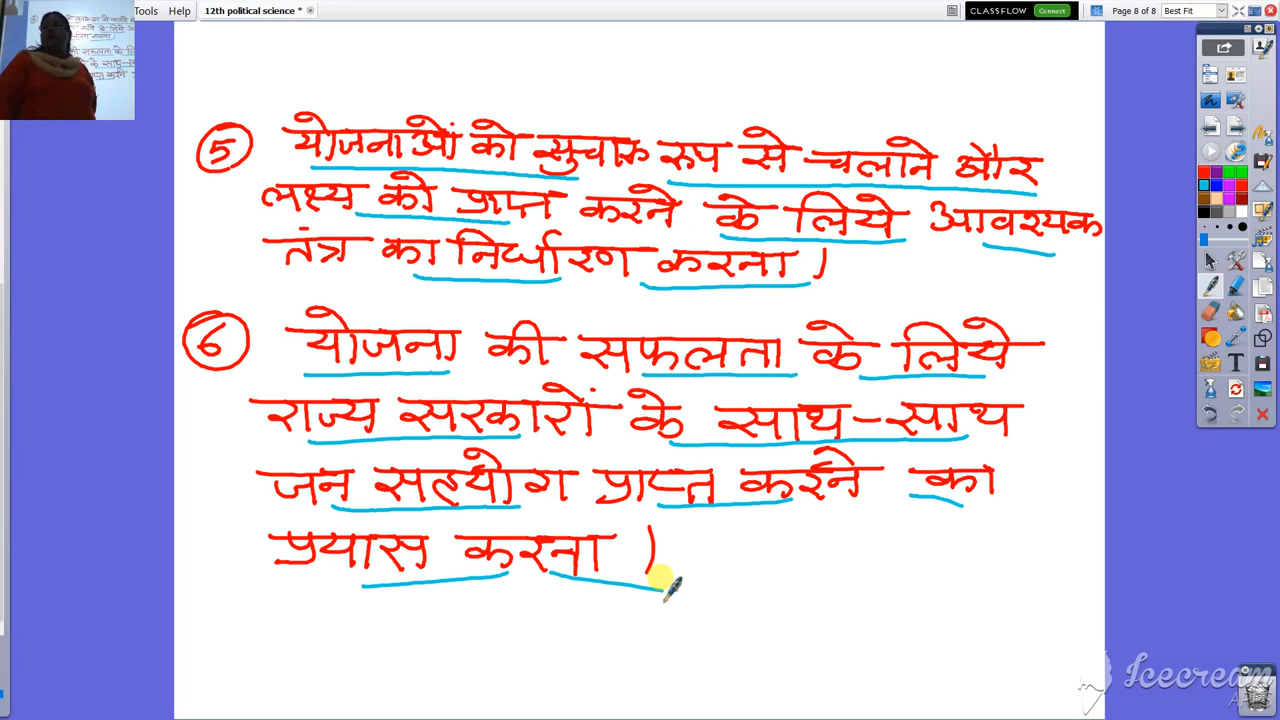 Tools Help 12th political science * CLASSFLOW Connect Page 8 of 8 Best Fit
5 योजनाओं को सुचारू रूप से चलाने और
लक्ष्य को प्राप्त करने के लिये आवश्यक
तंत्र का निर्धारण करना।
6 योजना की सफलता के लिये
राज्य सरकारों के साथ-साथ
जन सहयोग प्राप्त करने का
प्रयास करना।
Icecream
APPS